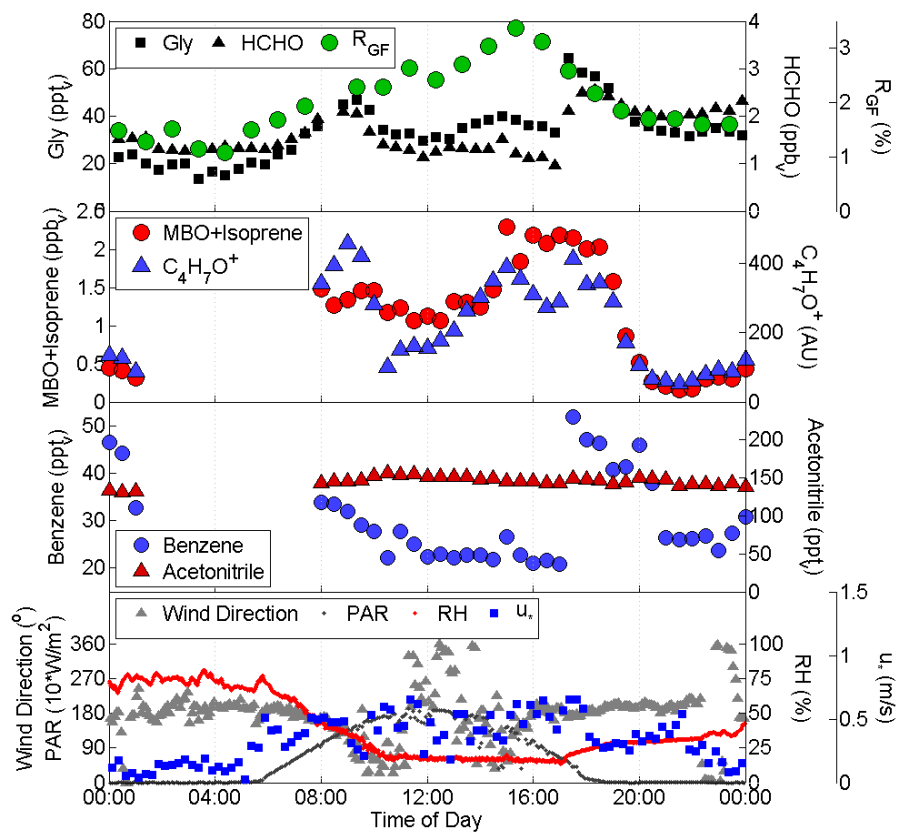 80
60
40
20
Gly (pptv)
Gly HCHO RGF
4
3
2
1
0
HCHO (ppbv)
3
2
1
0
RGF (%)
2.5
2
1.5
1
0.5
0
MBO+Isoprene (ppbv)
MBO+Isoprene
C4H7O+
400
200
0
C4H7O+ (AU)
50
40
30
20
Benzene (pptv)
Benzene
Acetonitrile
200
150
100
50
0
Acetonitrile (pptv)
Wind Direction PAR RH u*
360
270
180
90
0
Wind Direction (o)
PAR (10*W/m2)
100
75
50
25
0
RH (%)
1.5
1
0.5
0
u* (m/s)
00:00 04:00 08:00 12:00 16:00 20:00 00:00
Time of Day